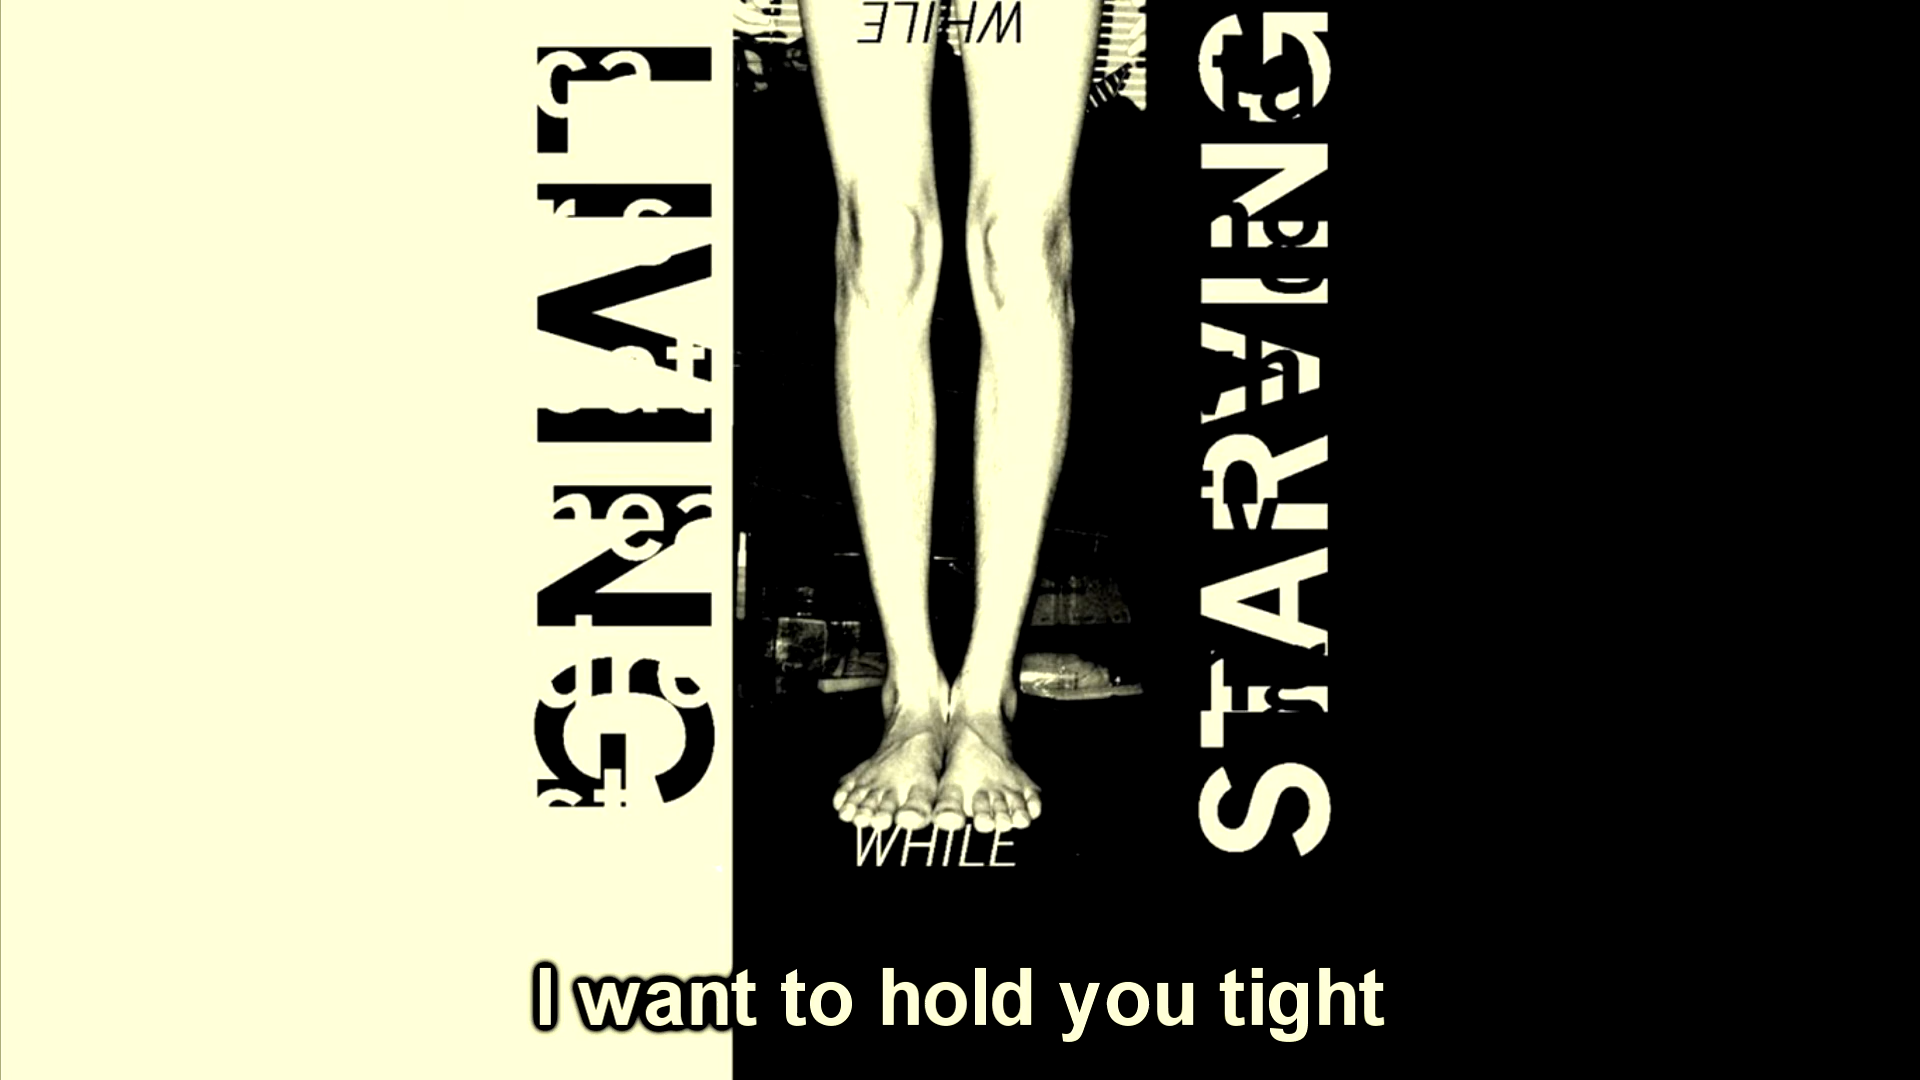 WHILE
LIVING
STARVING
WHILE
I want to hold you tight